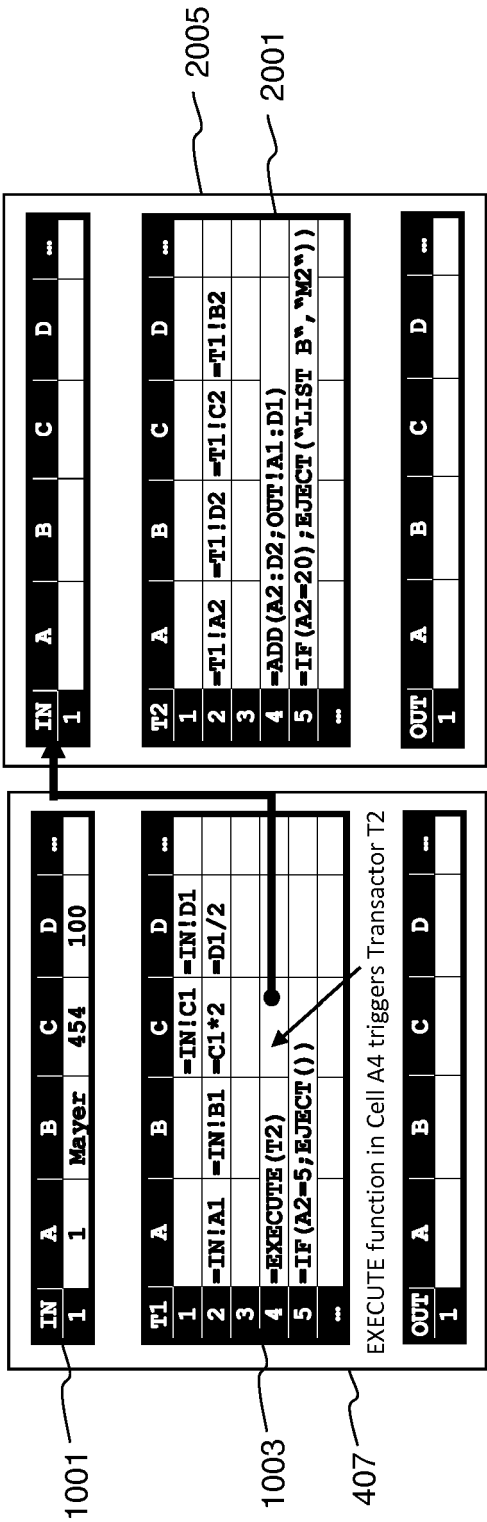 IN A B C D ...
1 1 Mayer 454 100
T1 A B C D ...
1 =IN!C1 =IN!D1
2 =IN!A1 =IN!B1 =C1*2 =D1/2
3
4 =EXECUTE(T2)
5 =IF(A2=5;EJECT())
...
EXECUTE function in Cell A4 triggers Transactor T2
OUT A B C D ...
1
1001
1003
407
IN A B C D ...
1
T2 A B C D ...
1
2 =T1!A2 =T1!D2 =T1!C2 =T1!B2
3
4 =ADD(A2:D2;OUT!A1:D1)
5 =IF(A2=20);EJECT("LIST B","M2"))
...
OUT A B C D ...
1
2005
2001